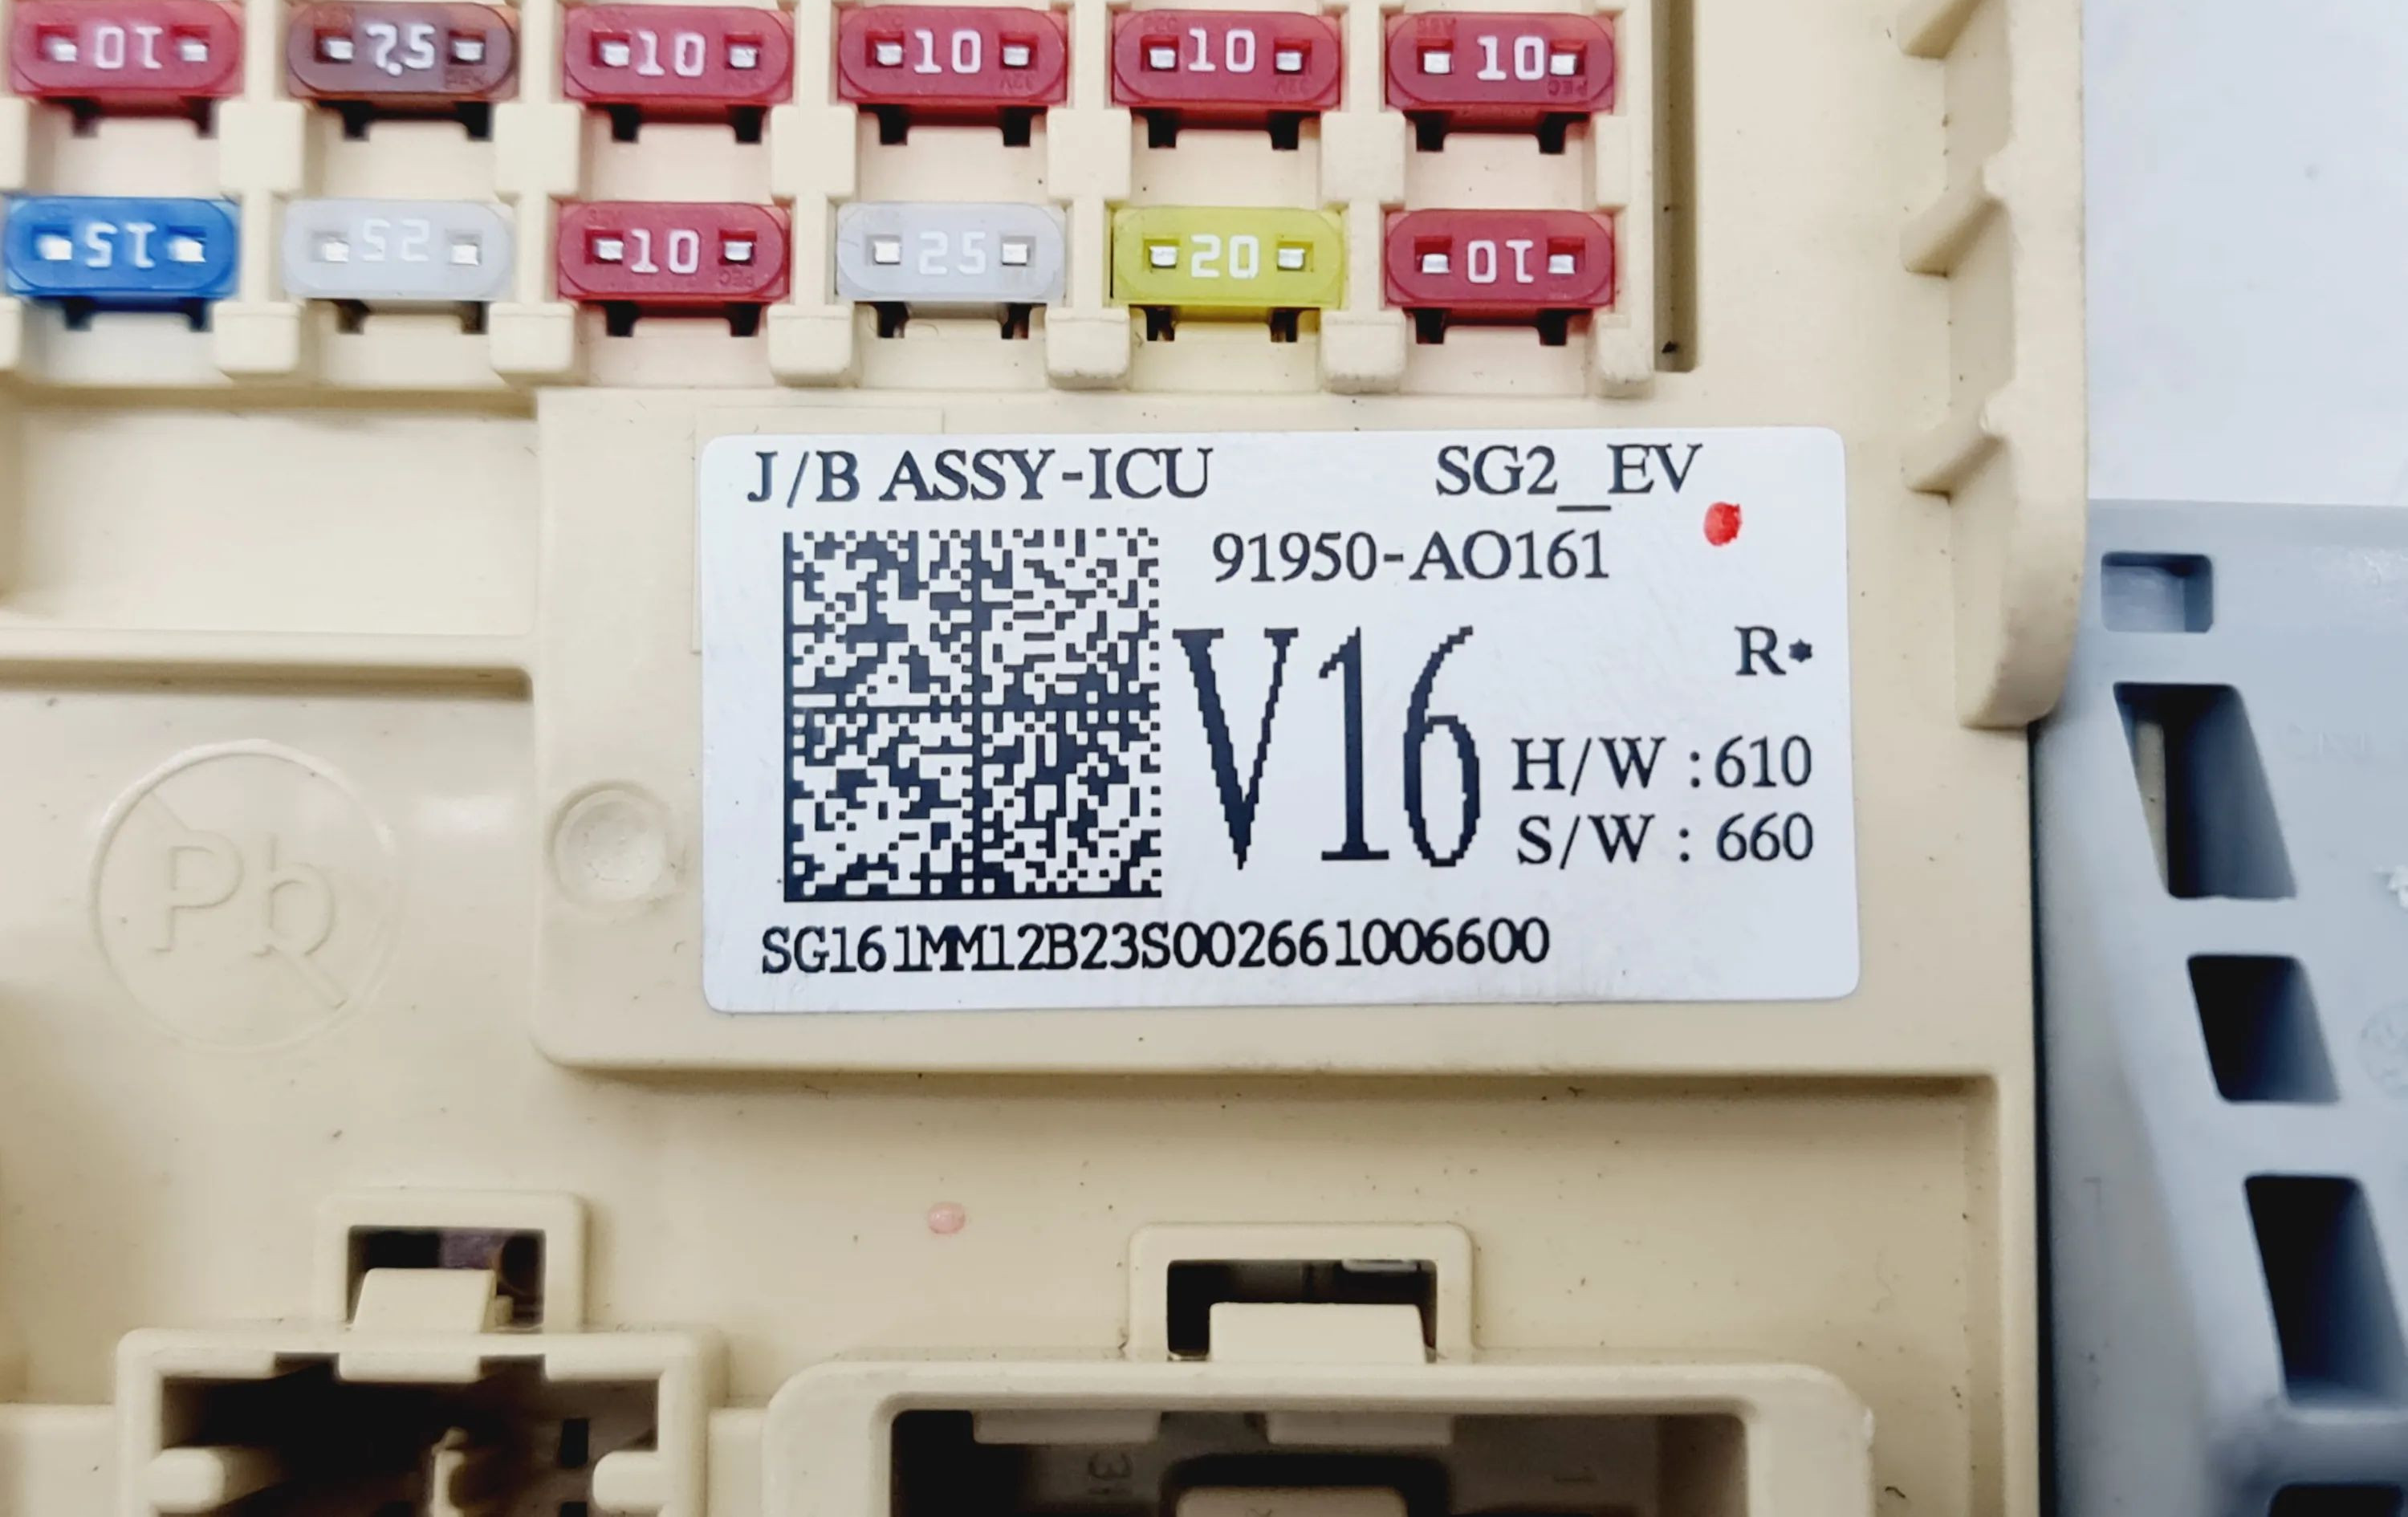 10 7.5 10 10 10 10
15 25 10 25 20 10
J/B ASSY-ICU SG2_EV
91950-AO161
V16
R*
H/W :610
S/W : 660
SG161MM12B23S002661006600
Pb